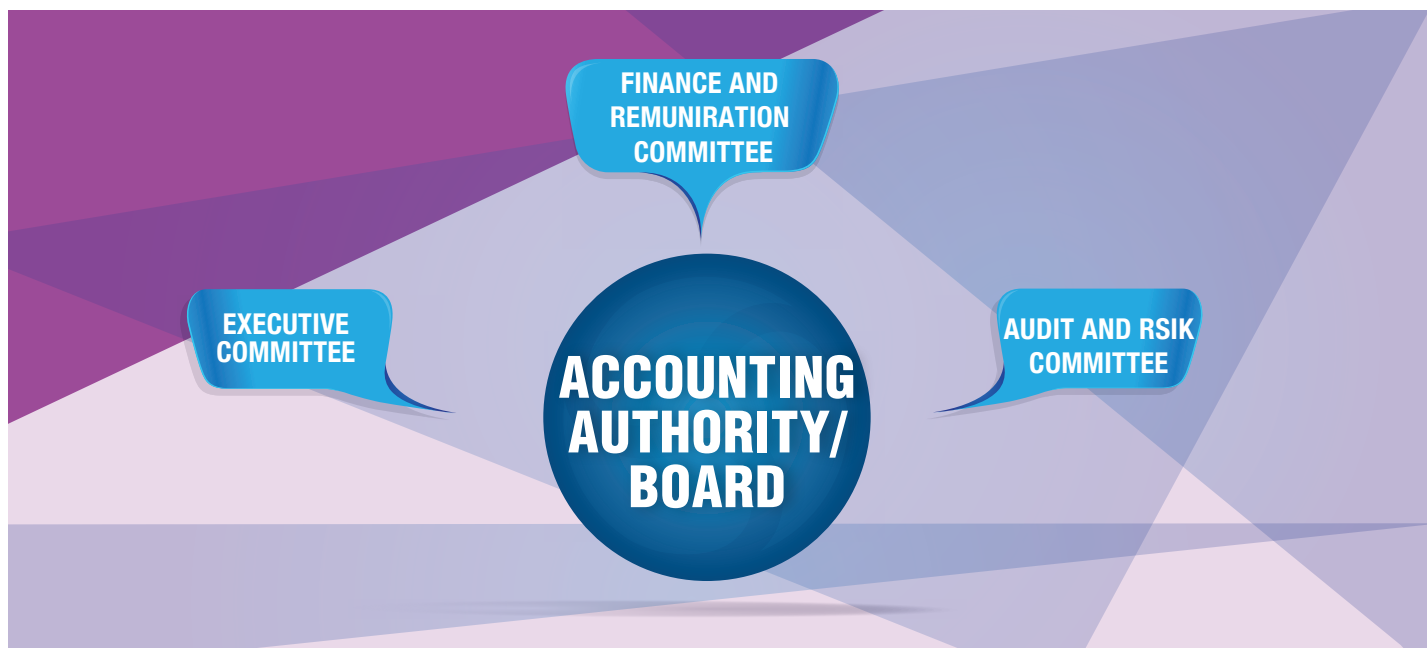 FINANCE AND
REMUNIRATION
COMMITTEE
EXECUTIVE
COMMITTEE
AUDIT AND RSIK
COMMITTEE
ACCOUNTING
AUTHORITY/
BOARD